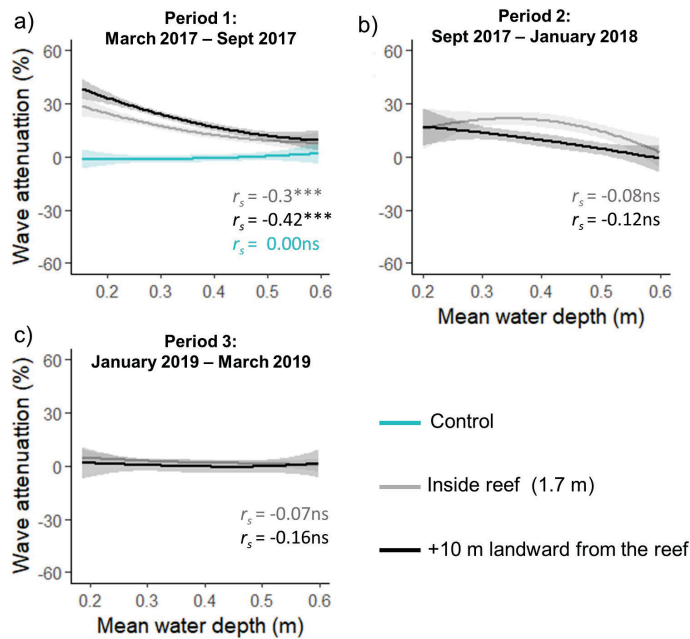 a)
Period 1:
March 2017 – Sept 2017
Wave attenuation (%)
60
30
0
-30
-60
rs = -0.3***
rs = -0.42***
rs = 0.00ns
0.2 0.3 0.4 0.5 0.6
b)
Period 2:
Sept 2017 – January 2018
60
30
0
-30
-60
rs = -0.08ns
rs = -0.12ns
0.2 0.3 0.4 0.5 0.6
Mean water depth (m)
c)
Period 3:
January 2019 – March 2019
Wave attenuation (%)
60
30
0
-30
-60
rs = -0.07ns
rs = -0.16ns
0.2 0.3 0.4 0.5 0.6
Mean water depth (m)
Control
Inside reef (1.7 m)
+10 m landward from the reef